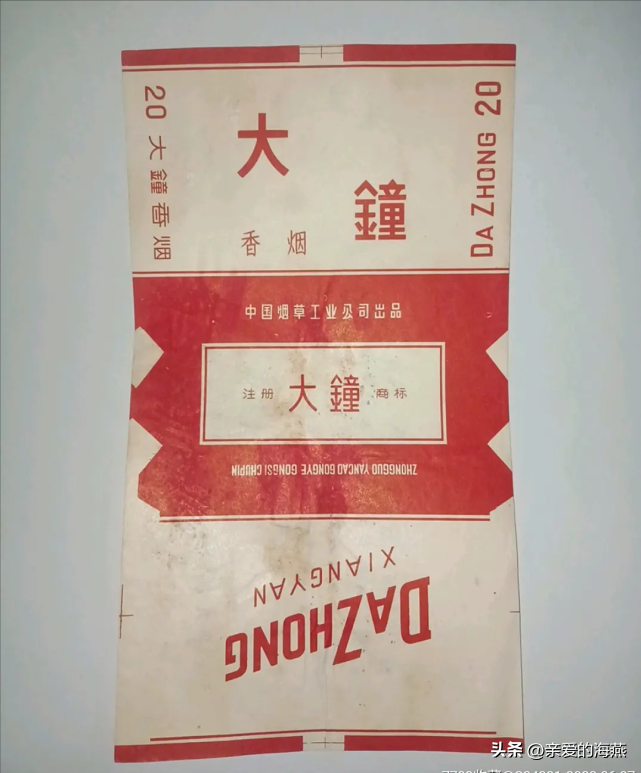 20 大鐘香烟
大鐘
香烟
DA ZHONG 20
中国烟草工业公司出品
注册 大鐘 商标
ZHONGGUO YANCAO GONGYE GONGSI CHUPIN
XIANGYAN
DAZHONG
头条 @亲爱的海燕